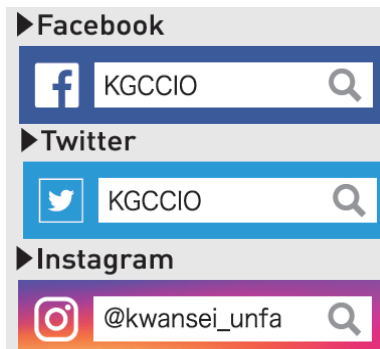 ▶Facebook
KGCCIO
▶Twitter
KGCCIO
▶Instagram
@kwansei_unfa